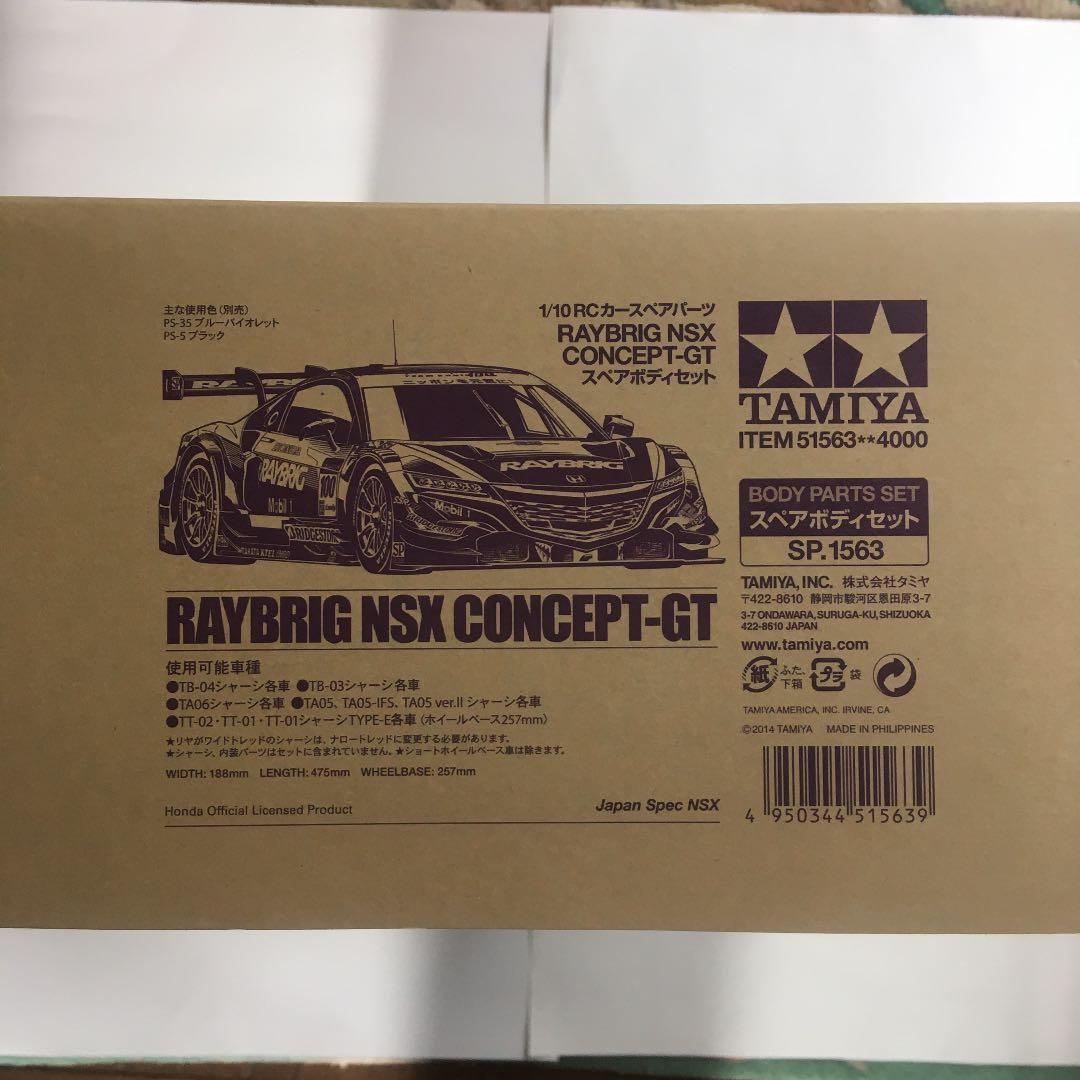 主な使用色(別売)
PS-35 ブルーバイオレット
PS-5 ブラック
1/10 RCカースペアパーツ
RAYBRIG NSX
CONCEPT-GT
スペアボディセット
ニッポンを元気に!
RAYBRIG
RAYBRIG
100
Mobil 1
BRIDGESTONE
RAYBRIG
RAYBRIG NSX CONCEPT-GT
使用可能車種
●TB-04シャーシ各車 ●TB-03シャーシ各車
●TA06シャーシ各車 ●TA05、TA05-IFS、TA05 ver.II シャーシ各車
●TT-02・TT-01・TT-01シャーシTYPE-E各車(ホイールベース257mm)
★リヤがワイドトレッドのシャーシは、ナロートレッドに変更する必要があります。
★シャーシ、内装パーツはセットに含まれていません。★ショートホイールベース車は除きます。
WIDTH: 188mm LENGTH: 475mm WHEELBASE: 257mm
Honda Official Licensed Product
Japan Spec NSX
TAMIYA
ITEM 51563**4000
BODY PARTS SET
スペアボディセット
SP.1563
TAMIYA, INC. 株式会社タミヤ
〒422-8610 静岡市駿河区恩田原3-7
3-7 ONDAWARA, SURUGA-KU, SHIZUOKA
422-8610 JAPAN
www.tamiya.com
紙 ふた、下箱 プラ 袋
TAMIYA AMERICA, INC. IRVINE, CA.
©2014 TAMIYA MADE IN PHILIPPINES
4 950344 515639